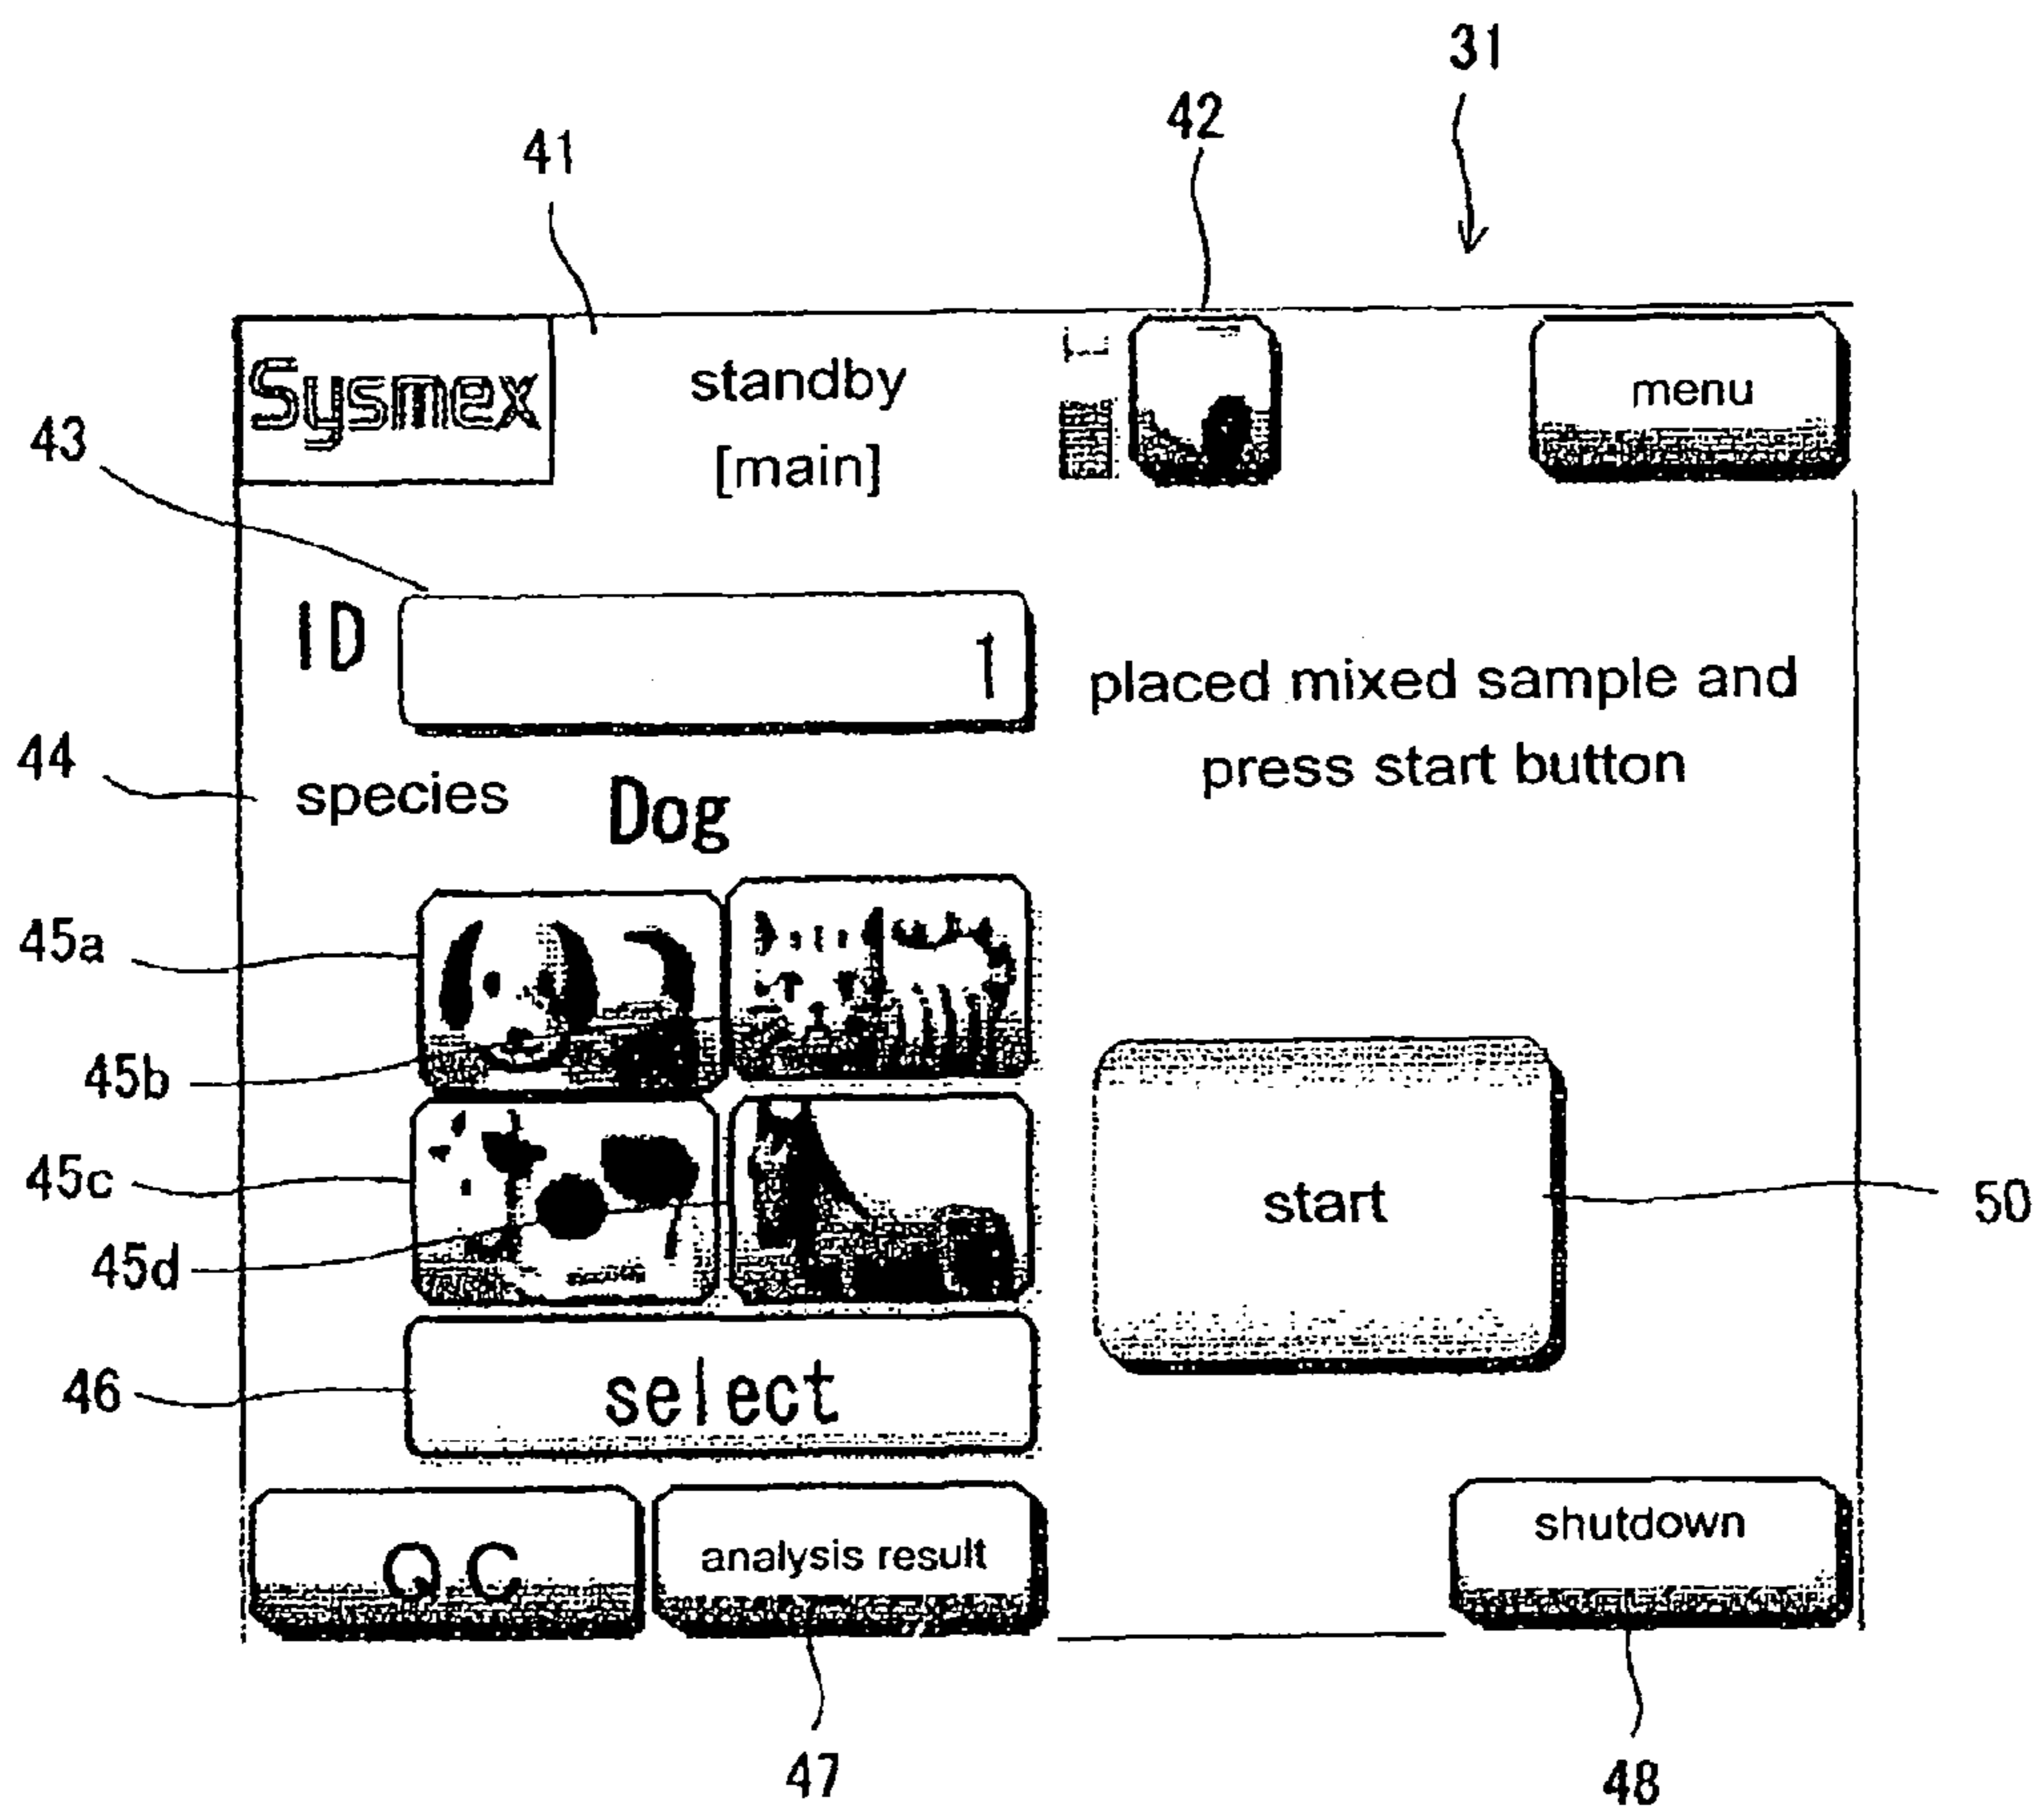 31
42
41
Sysmex
standby
[main]
menu
43
ID
1
placed mixed sample and
press start button
44
species
Dog
45a
45b
45c
45d
start
50
46
select
QC
analysis result
shutdown
47
48